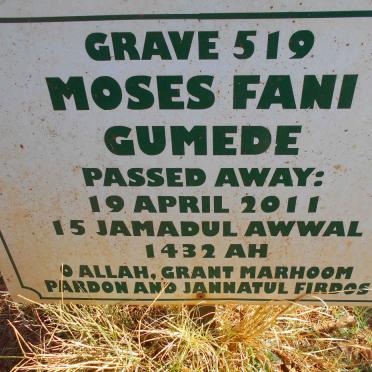 GRAVE 519
MOSES FANI
GUMEDE
PASSED AWAY:
19 APRIL 2011
15 JAMADUL AWWAL
1432 AH
O ALLAH, GRANT MARHOOM
PARDON AND JANNATUL FIRDOS